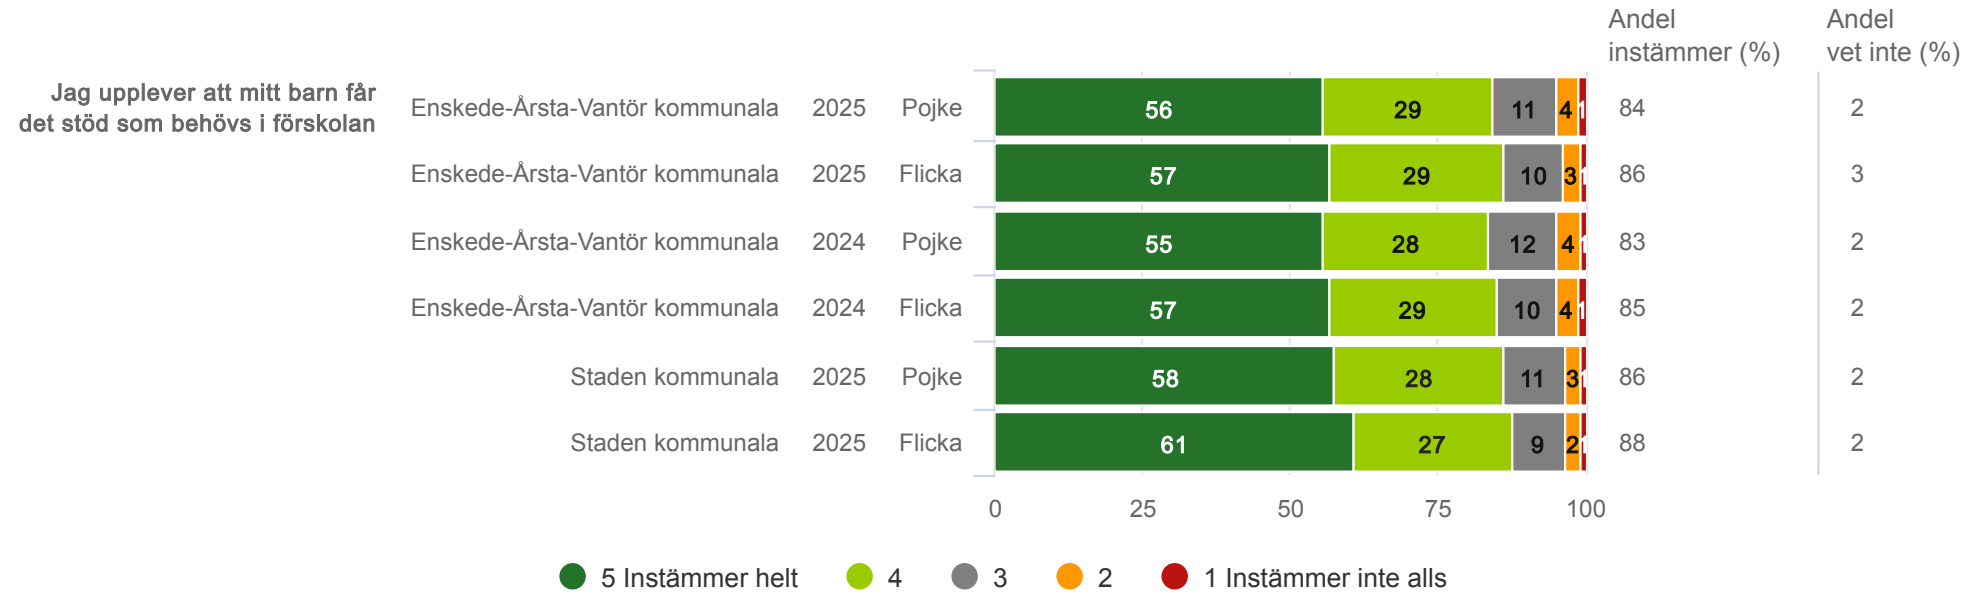 Andel
instämmer (%)
Andel
vet inte (%)
Jag upplever att mitt barn får
det stöd som behövs i förskolan
Enskede-Årsta-Vantör kommunala 2025 Pojke 56 29 11 4 1 84 2
Enskede-Årsta-Vantör kommunala 2025 Flicka 57 29 10 3 1 86 3
Enskede-Årsta-Vantör kommunala 2024 Pojke 55 28 12 4 1 83 2
Enskede-Årsta-Vantör kommunala 2024 Flicka 57 29 10 4 1 85 2
Staden kommunala 2025 Pojke 58 28 11 3 1 86 2
Staden kommunala 2025 Flicka 61 27 9 2 1 88 2
0 25 50 75 100
5 Instämmer helt 4 3 2 1 Instämmer inte alls